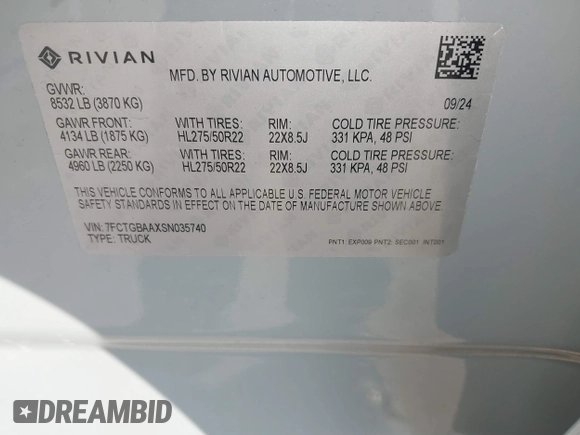 RIVIAN
MFD. BY RIVIAN AUTOMOTIVE, LLC.
GVWR:
8532 LB (3870 KG) 09/24
GAWR FRONT: WITH TIRES: RIM: COLD TIRE PRESSURE:
4134 LB (1875 KG) HL275/50R22 22X8.5J 331 KPA, 48 PSI
GAWR REAR: WITH TIRES: RIM: COLD TIRE PRESSURE:
4960 LB (2250 KG) HL275/50R22 22X8.5J 331 KPA, 48 PSI
THIS VEHICLE CONFORMS TO ALL APPLICABLE U.S. FEDERAL MOTOR VEHICLE
SAFETY STANDARDS IN EFFECT ON THE DATE OF MANUFACTURE SHOWN ABOVE.
VIN: 7FCTGBAAXSN035740
TYPE: TRUCK
PNT1: EXP009 PNT2: SEC001 INT001
DREAMBID